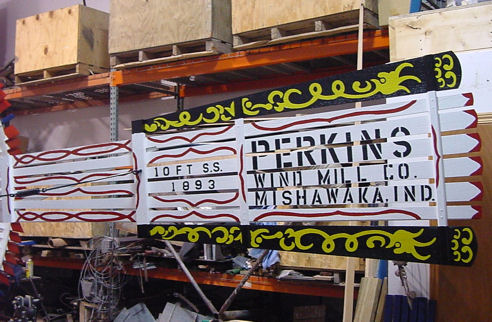 10 FT S.S.
1893
PERKINS
WIND MILL CO.
MISHAWAKA, IND